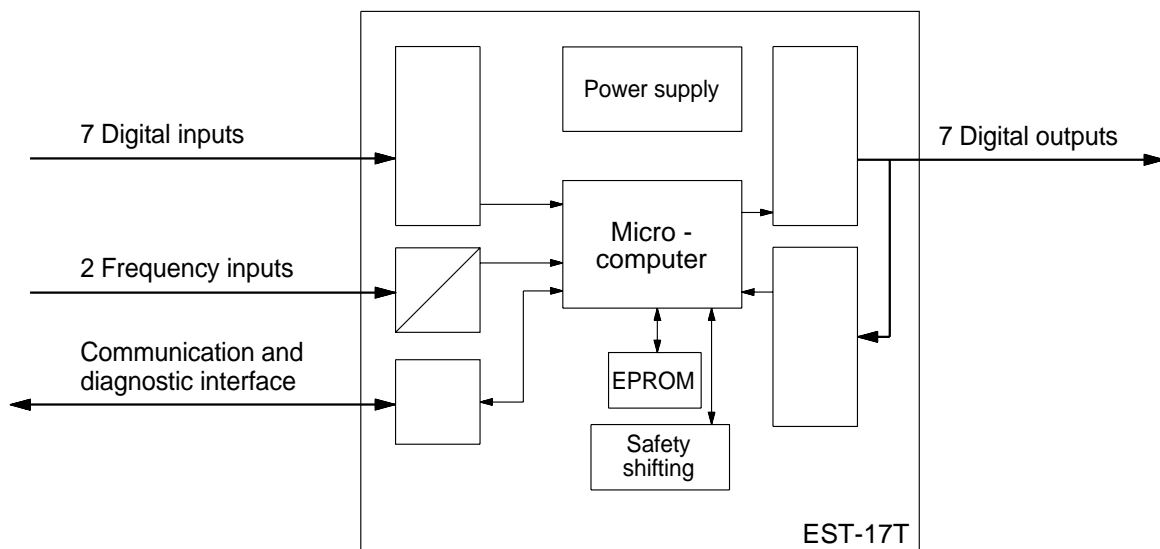 Power supply
7 Digital inputs
7 Digital outputs
Micro -
computer
2 Frequency inputs
Communication and
diagnostic interface
EPROM
Safety
shifting
EST-17T